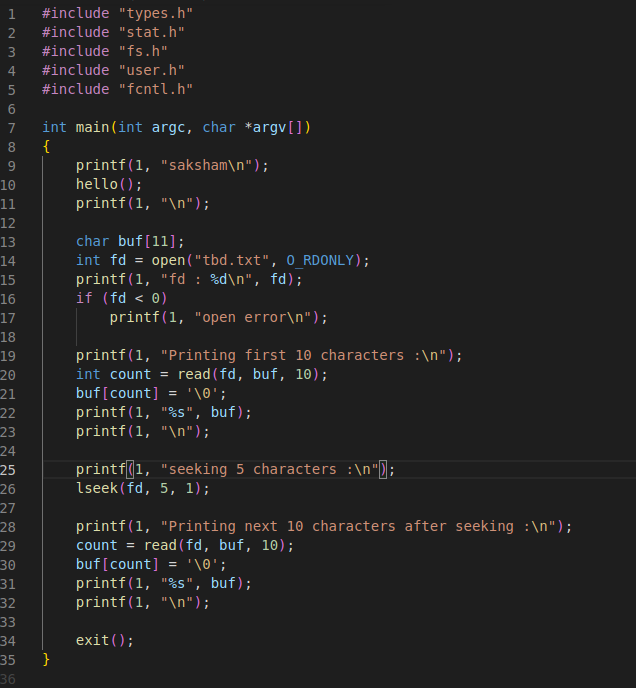 1 #include "types.h"
2 #include "stat.h"
3 #include "fs.h"
4 #include "user.h"
5 #include "fcntl.h"
6
7 int main(int argc, char *argv[])
8 {
9     printf(1, "saksham\n");
10     hello();
11     printf(1, "\n");
12
13     char buf[11];
14     int fd = open("tbd.txt", O_RDONLY);
15     printf(1, "fd : %d\n", fd);
16     if (fd < 0)
17         printf(1, "open error\n");
18
19     printf(1, "Printing first 10 characters :\n");
20     int count = read(fd, buf, 10);
21     buf[count] = '\0';
22     printf(1, "%s", buf);
23     printf(1, "\n");
24
25     printf(1, "seeking 5 characters :\n");
26     lseek(fd, 5, 1);
27
28     printf(1, "Printing next 10 characters after seeking :\n");
29     count = read(fd, buf, 10);
30     buf[count] = '\0';
31     printf(1, "%s", buf);
32     printf(1, "\n");
33
34     exit();
35 }
36